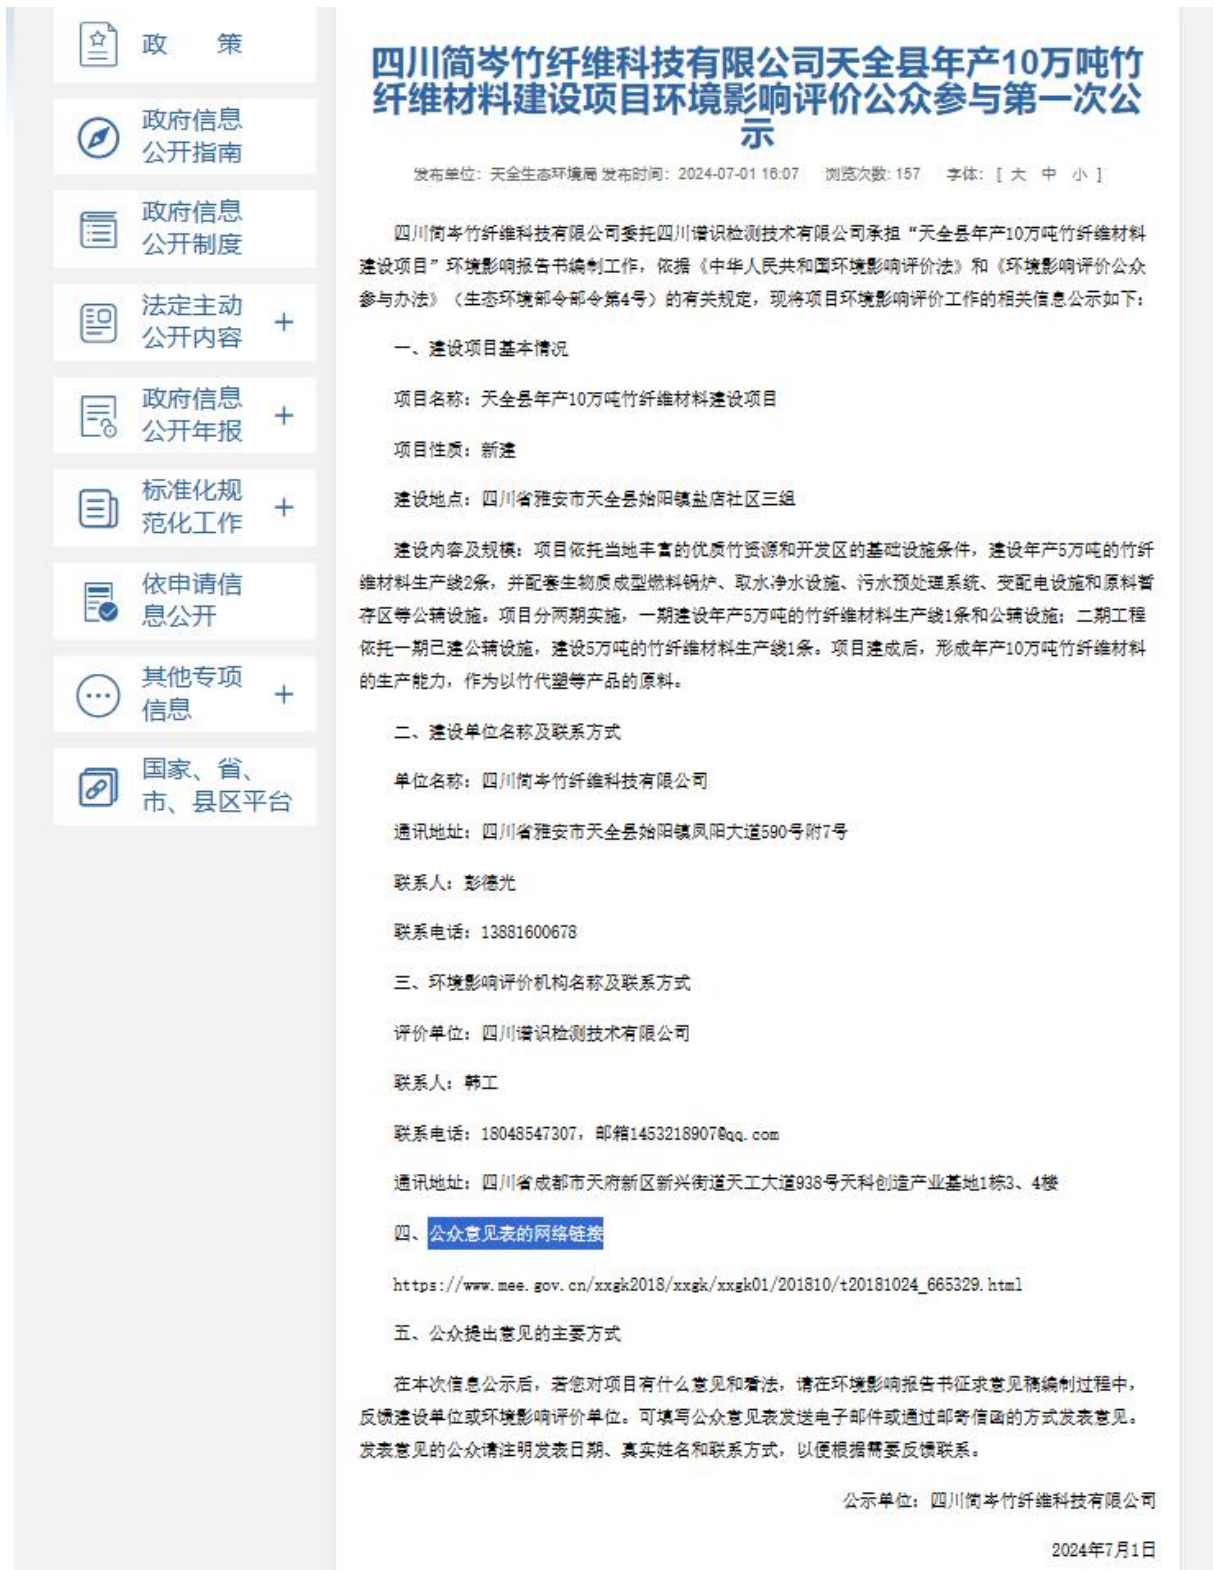 政 策
政府信息
公开指南
政府信息
公开制度
法定主动
公开内容 +
政府信息
公开年报 +
标准化规
范化工作 +
依申请信
息公开
其他专项
信息 +
国家、省、
市、县区平台
四川简岑竹纤维科技有限公司天全县年产10万吨竹
纤维材料建设项目环境影响评价公众参与第一次公
示
发布单位：天全生态环境局 发布时间：2024-07-01 16:07 浏览次数: 157 字体：[ 大 中 小 ]
四川简岑竹纤维科技有限公司委托四川谱识检测技术有限公司承担“天全县年产10万吨竹纤维材料
建设项目”环境影响报告书编制工作，依据《中华人民共和国环境影响评价法》和《环境影响评价公众
参与办法》（生态环境部令部令第4号）的有关规定，现将项目环境影响评价工作的相关信息公示如下：
一、建设项目基本情况
项目名称：天全县年产10万吨竹纤维材料建设项目
项目性质：新建
建设地点：四川省雅安市天全县始阳镇盐店社区三组
建设内容及规模：项目依托当地丰富的优质竹资源和开发区的基础设施条件，建设年产5万吨的竹纤
维材料生产线2条，并配套生物质成型燃料锅炉、取水净水设施、污水预处理系统、变配电设施和原料暂
存区等公辅设施。项目分两期实施，一期建设年产5万吨的竹纤维材料生产线1条和公辅设施；二期工程
依托一期已建公辅设施，建设5万吨的竹纤维材料生产线1条。项目建成后，形成年产10万吨竹纤维材料
的生产能力，作为以竹代塑等产品的原料。
二、建设单位名称及联系方式
单位名称：四川简岑竹纤维科技有限公司
通讯地址：四川省雅安市天全县始阳镇凤阳大道590号附7号
联系人：彭德光
联系电话：13881600678
三、环境影响评价机构名称及联系方式
评价单位：四川谱识检测技术有限公司
联系人：韩工
联系电话：18048547307，邮箱1453218907@qq.com
通讯地址：四川省成都市天府新区新兴街道天工大道938号天科创造产业基地1栋3、4楼
四、公众意见表的网络链接
https://www.mee.gov.cn/xxgk2018/xxgk/xxgk01/201810/t20181024_665329.html
五、公众提出意见的主要方式
在本次信息公示后，若您对项目有什么意见和看法，请在环境影响报告书征求意见稿编制过程中，
反馈建设单位或环境影响评价单位。可填写公众意见表发送电子邮件或通过邮寄信函的方式发表意见。
发表意见的公众请注明发表日期、真实姓名和联系方式，以便根据需要反馈联系。
公示单位：四川简岑竹纤维科技有限公司
2024年7月1日